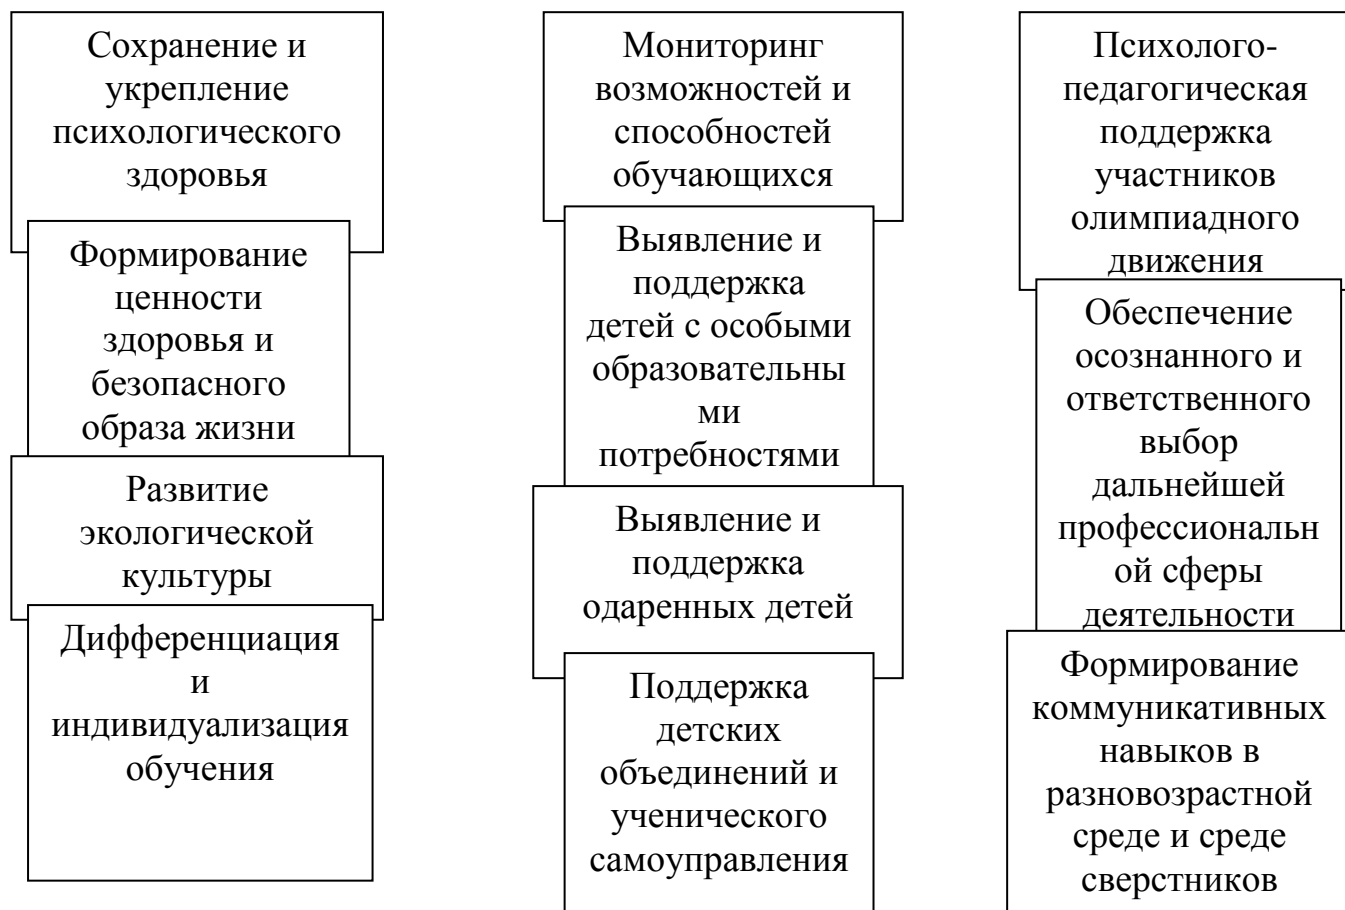 Сохранение и
укрепление
психологического
здоровья
Формирование
ценности
здоровья и
безопасного
образа жизни
Развитие
экологической
культуры
Дифференциация
и
индивидуализация
обучения
Мониторинг
возможностей и
способностей
обучающихся
Выявление и
поддержка
детей с особыми
образовательны
ми
потребностями
Выявление и
поддержка
одаренных детей
Поддержка
детских
объединений и
ученического
самоуправления
Психолого-
педагогическая
поддержка
участников
олимпиадного
движения
Обеспечение
осознанного и
ответственного
выбор
дальнейшей
профессиональн
ой сферы
деятельности
Формирование
коммуникативных
навыков в
разновозрастной
среде и среде
сверстников